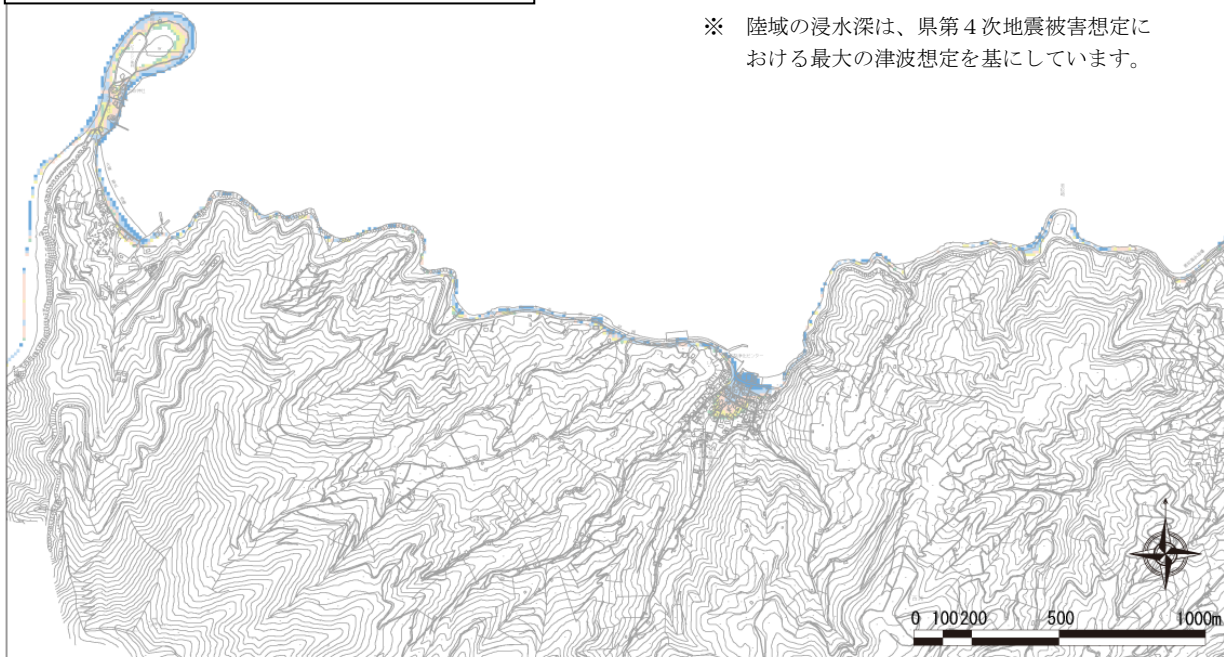 ※　陸域の浸水深は、県第４次地震被害想定に
おける最大の津波想定を基にしています。
0 100 200 500 1000m